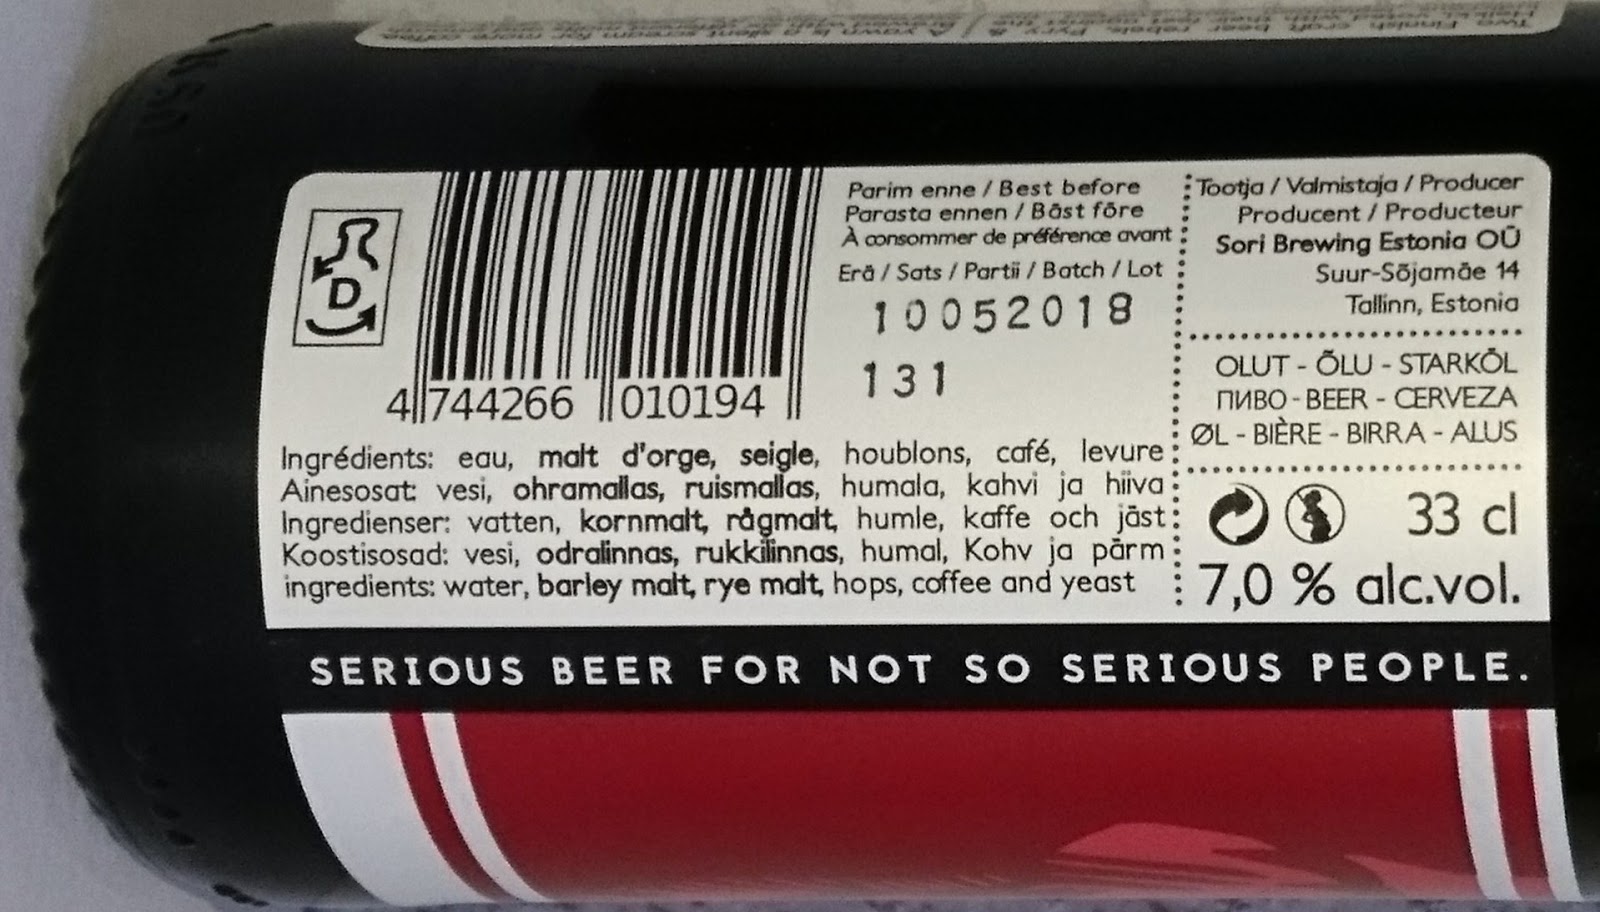 D
4 744266 010194
Parim enne / Best before
Parasta ennen / Bäst före
À consommer de préférence avant
Erä / Sats / Partii / Batch / Lot
10052018
131
Tootja / Valmistaja / Producer
Producent / Producteur
Sori Brewing Estonia OÜ
Suur-Sõjamäe 14
Tallinn, Estonia
OLUT - ÕLU - STARKÖL
ПИВО - BEER - CERVEZA
ØL - BIÈRE - BIRRA - ALUS
33 cl
7,0 % alc.vol.
Ingrédients: eau, malt d'orge, seigle, houblons, café, levure
Ainesosat: vesi, ohramallas, ruismallas, humala, kahvi ja hiiva
Ingredienser: vatten, kornmalt, rågmalt, humle, kaffe och jäst
Koostisosad: vesi, odralinnas, rukkilinnas, humal, Kohv ja pärm
ingredients: water, barley malt, rye malt, hops, coffee and yeast
SERIOUS BEER FOR NOT SO SERIOUS PEOPLE.